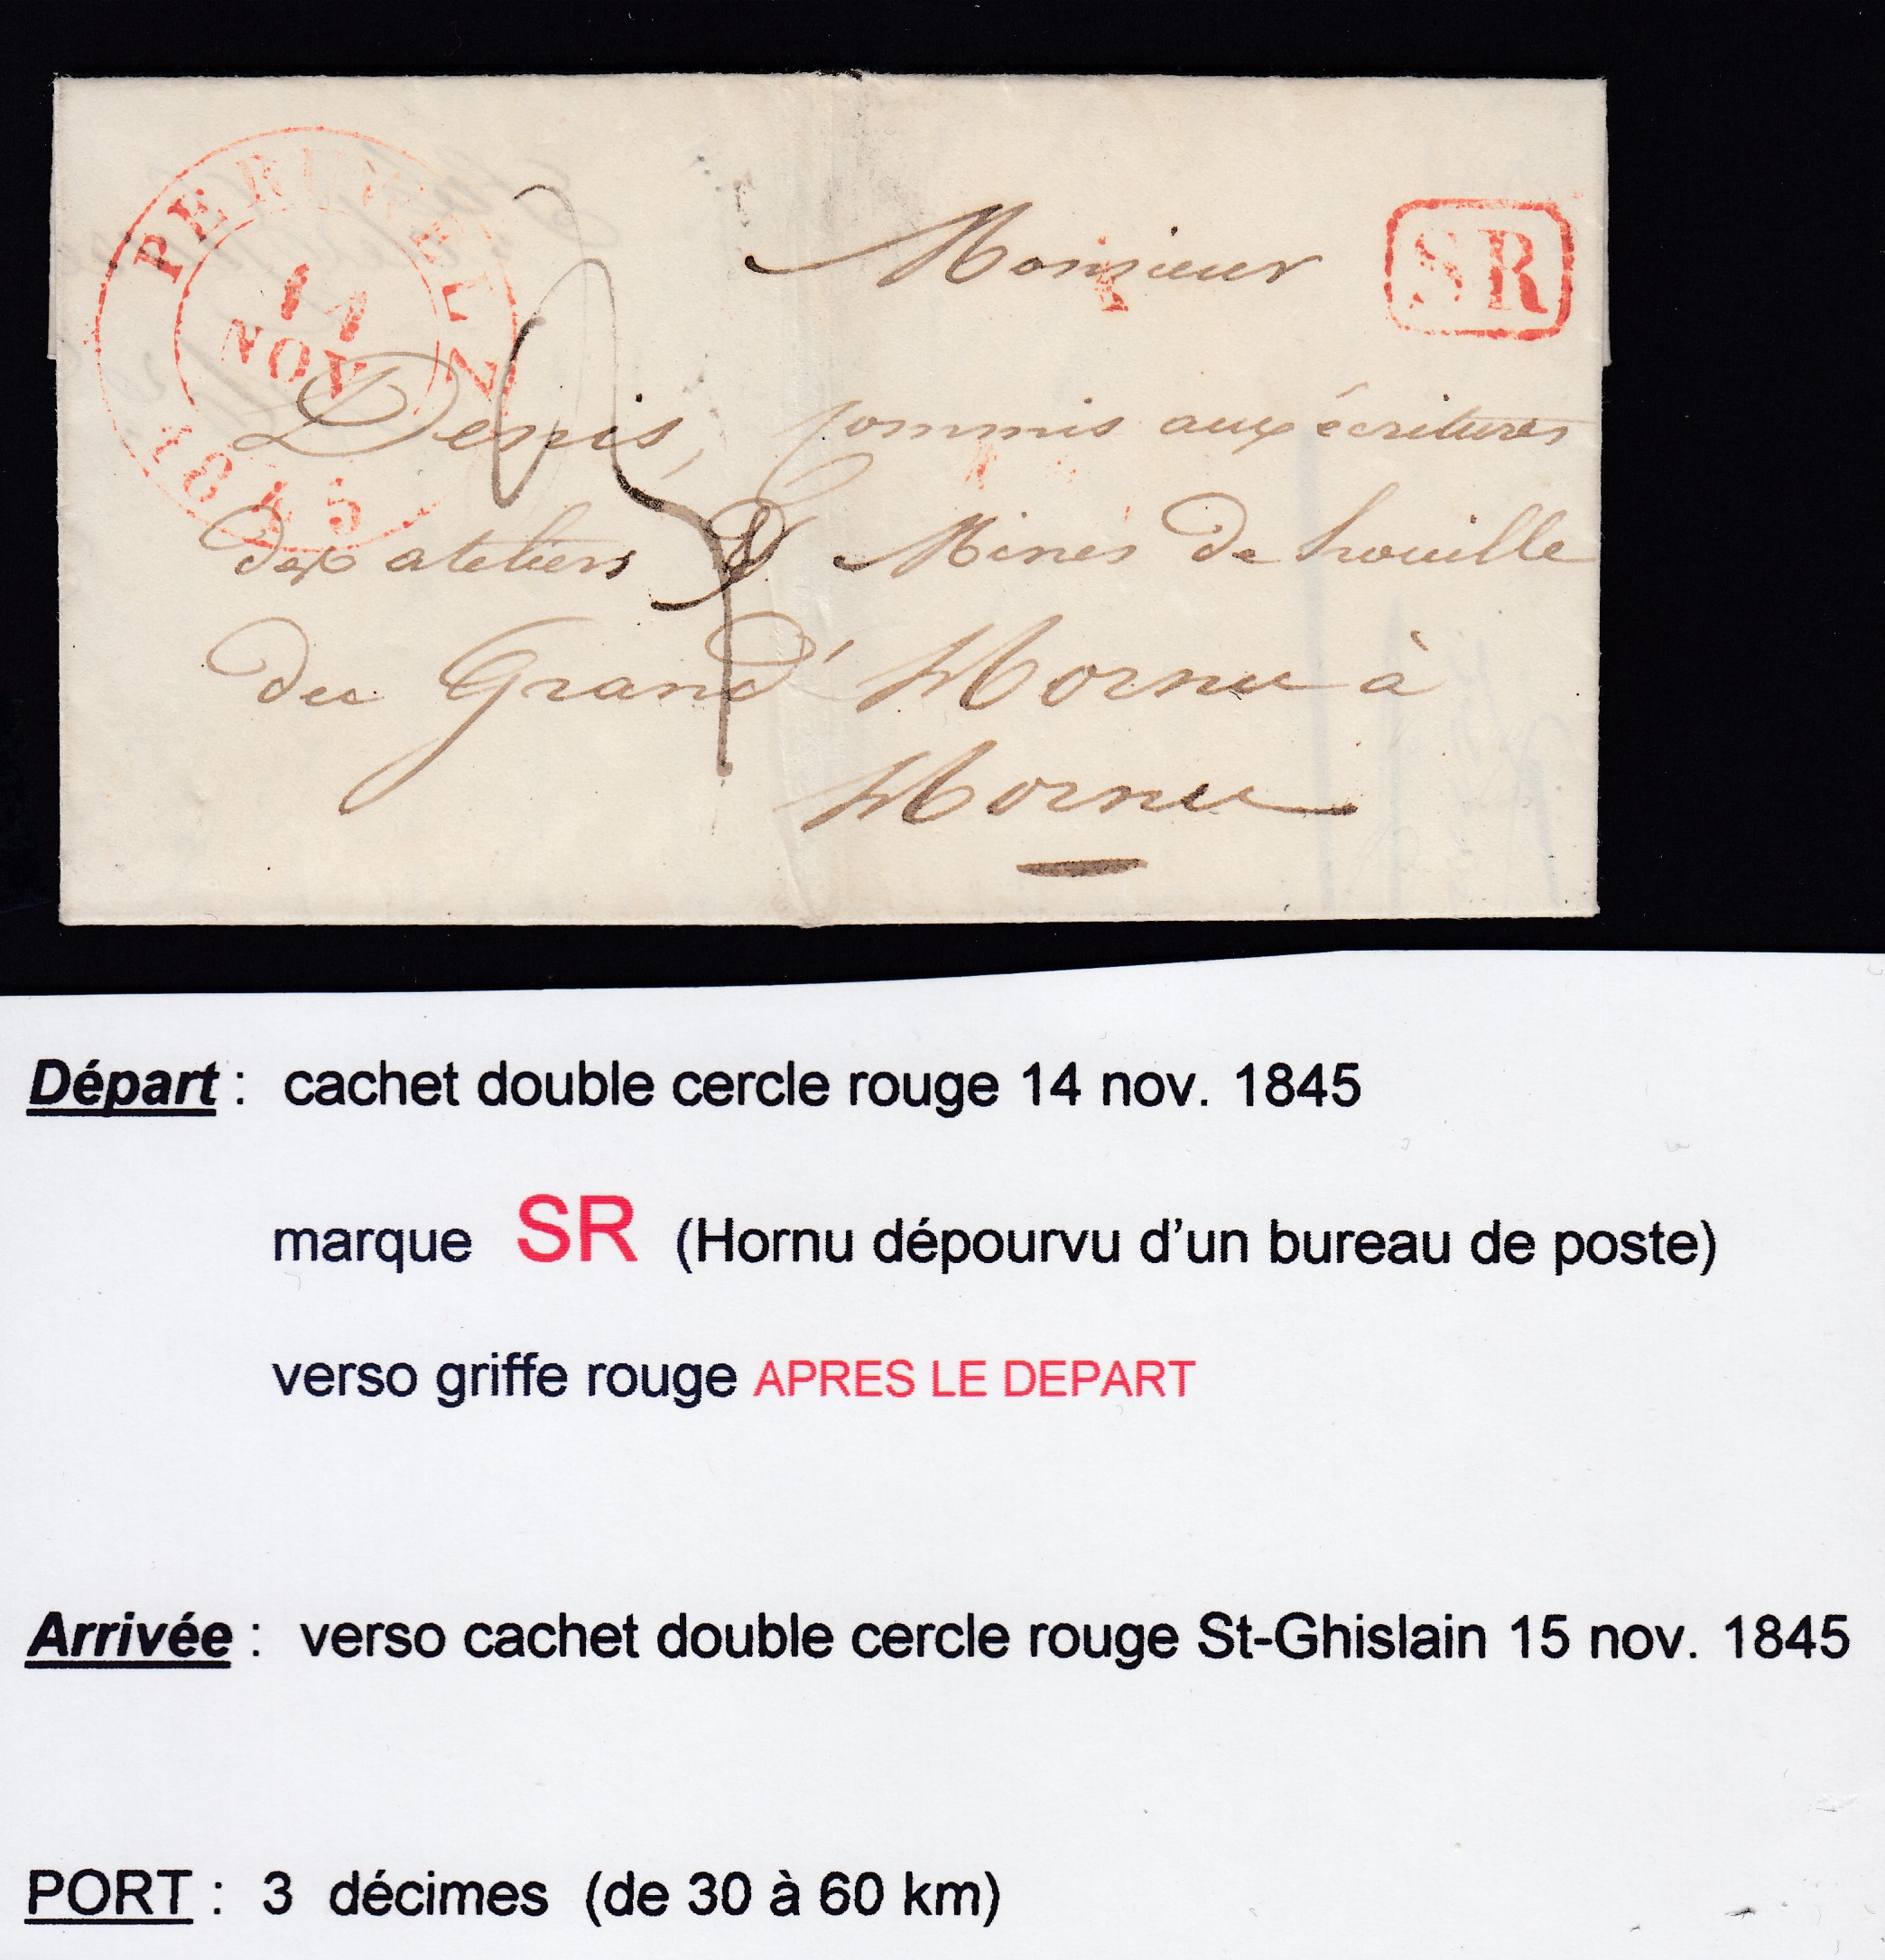 PERUWELZ
14
NOV
1845
SR
Monsieur
Denis, Commis aux écritures
des ateliers & Mines de houille
du Grand' Hornu à
Hornu
3
Départ : cachet double cercle rouge 14 nov. 1845
marque SR (Hornu dépourvu d'un bureau de poste)
verso griffe rouge APRES LE DEPART
Arrivée : verso cachet double cercle rouge St-Ghislain 15 nov. 1845
PORT : 3 décimes (de 30 à 60 km)